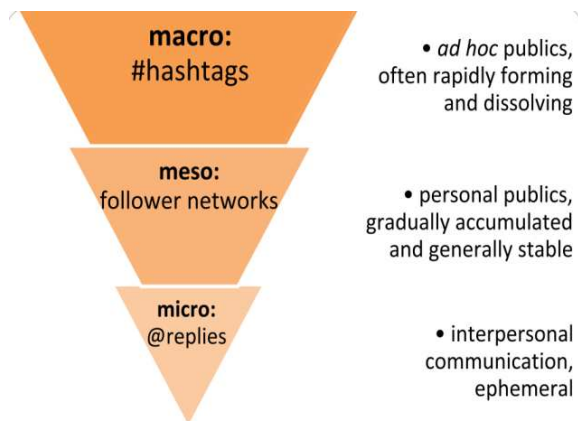 macro:
#hashtags
• ad hoc publics,
often rapidly forming
and dissolving
meso:
follower networks
• personal publics,
gradually accumulated
and generally stable
micro:
@replies
• interpersonal
communication,
ephemeral